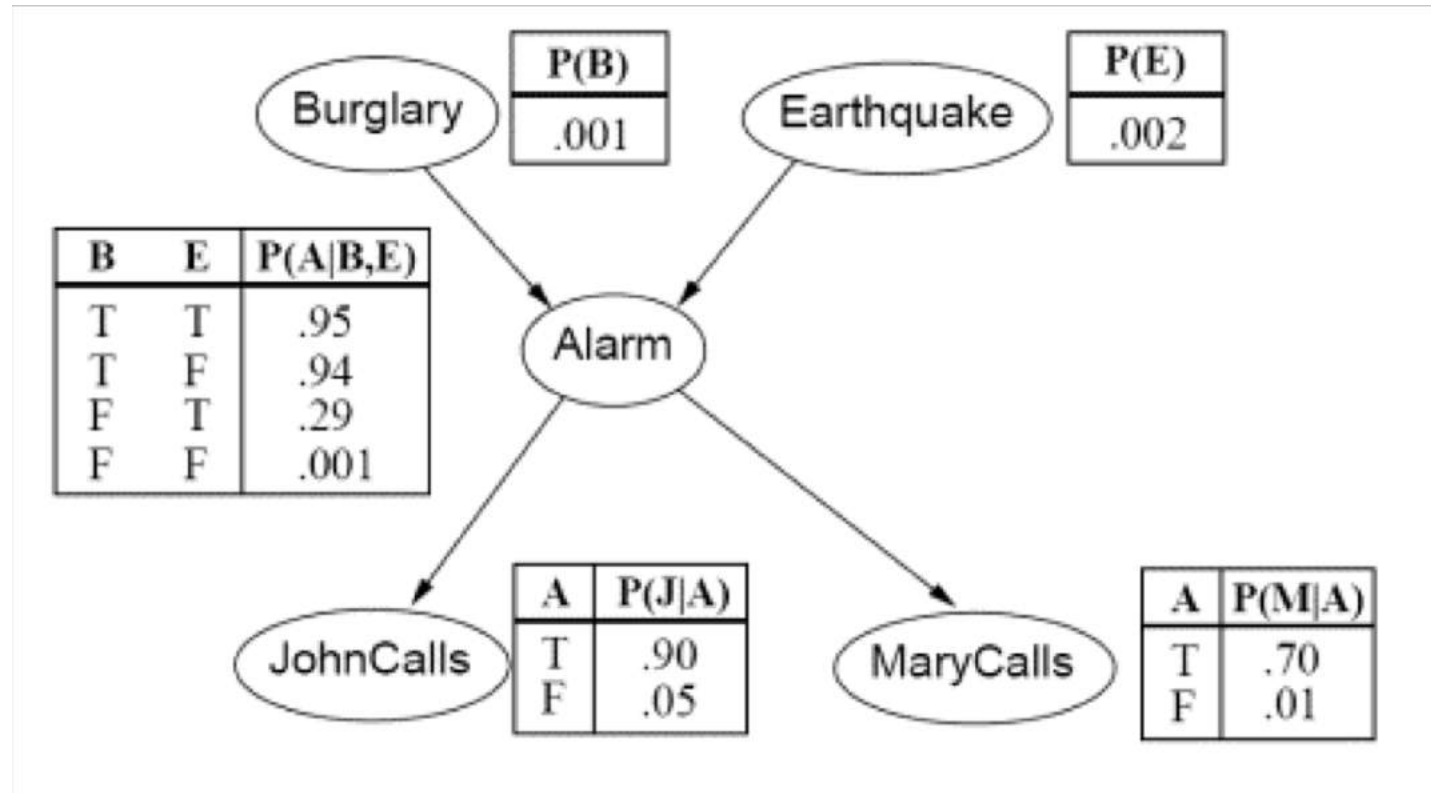 Burglary
P(B)
.001
Earthquake
P(E)
.002
B E P(A|B,E)
T T .95
T F .94
F T .29
F F .001
Alarm
JohnCalls
A P(J|A)
T .90
F .05
MaryCalls
A P(M|A)
T .70
F .01